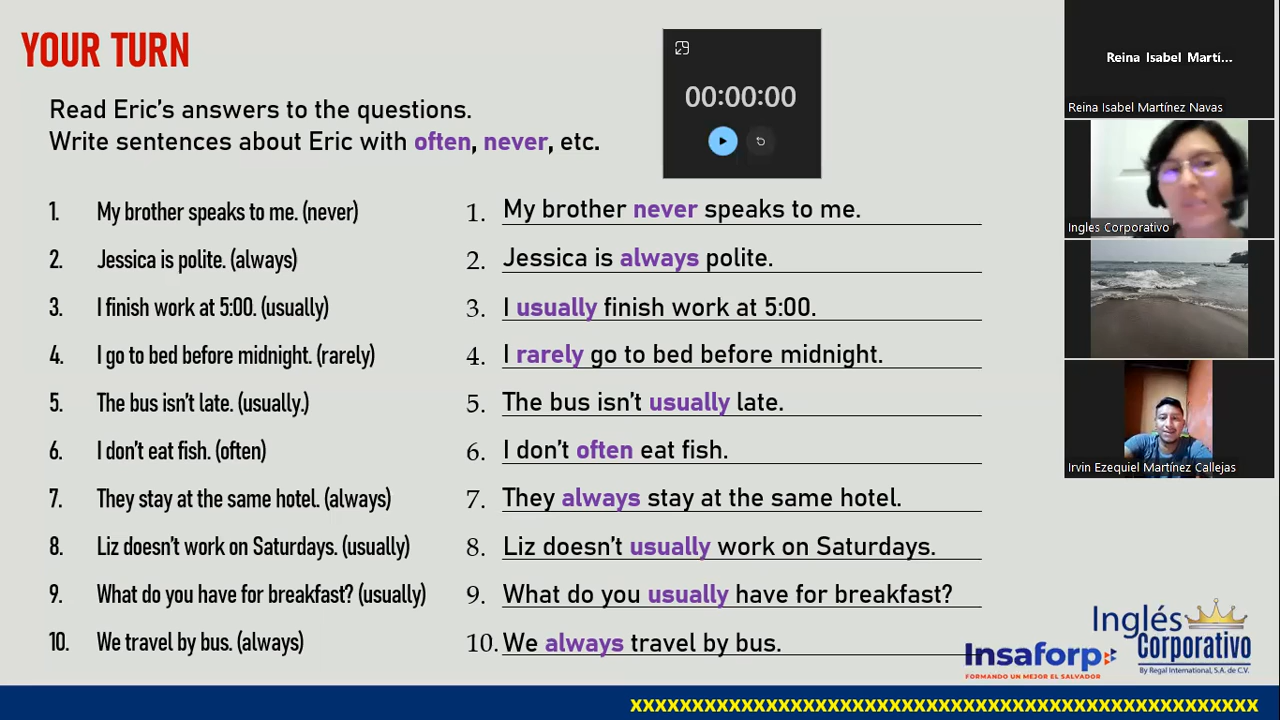 YOUR TURN
Read Eric's answers to the questions.
Write sentences about Eric with often, never, etc.
00:00:00
1. My brother speaks to me. (never)
2. Jessica is polite. (always)
3. I finish work at 5:00. (usually)
4. I go to bed before midnight. (rarely)
5. The bus isn't late. (usually.)
6. I don't eat fish. (often)
7. They stay at the same hotel. (always)
8. Liz doesn't work on Saturdays. (usually)
9. What do you have for breakfast? (usually)
10. We travel by bus. (always)
1. My brother never speaks to me.
2. Jessica is always polite.
3. I usually finish work at 5:00.
4. I rarely go to bed before midnight.
5. The bus isn't usually late.
6. I don't often eat fish.
7. They always stay at the same hotel.
8. Liz doesn't usually work on Saturdays.
9. What do you usually have for breakfast?
10. We always travel by bus.
Insaforp
FORMANDO UN MEJOR EL SALVADOR
Inglés
Corporativo
By Regal International, S.A. de C.V.
xxxxxxxxxxxxxxxxxxxxxxxxxxxxxxxxxxxxxxxxxxxxxxxxxxx
Reina Isabel Martí...
Reina Isabel Martínez Navas
Ingles Corporativo
Irvin Ezequiel Martínez Callejas